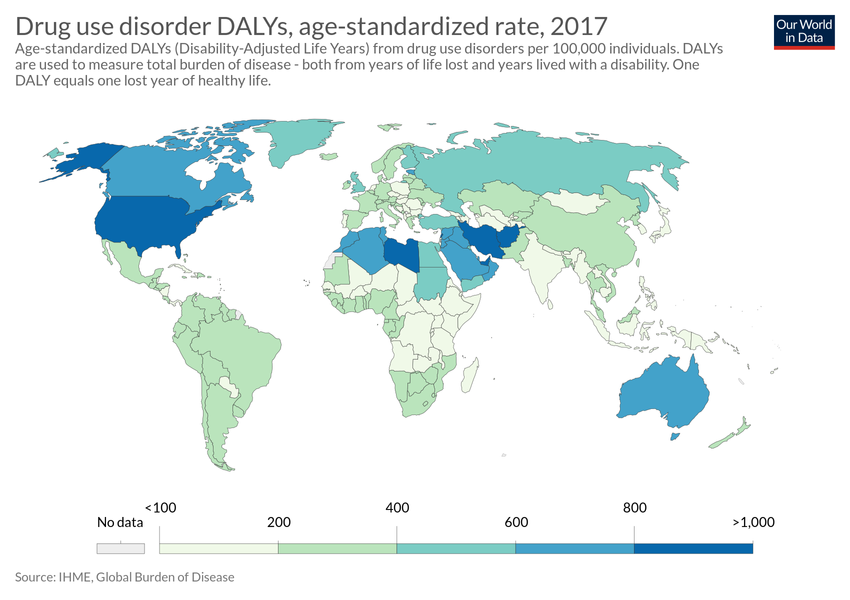 Drug use disorder DALYs, age-standardized rate, 2017
Our World
in Data
Age-standardized DALYs (Disability-Adjusted Life Years) from drug use disorders per 100,000 individuals. DALYs
are used to measure total burden of disease - both from years of life lost and years lived with a disability. One
DALY equals one lost year of healthy life.
<100 400 800
No data 200 600 >1,000
Source: IHME, Global Burden of Disease